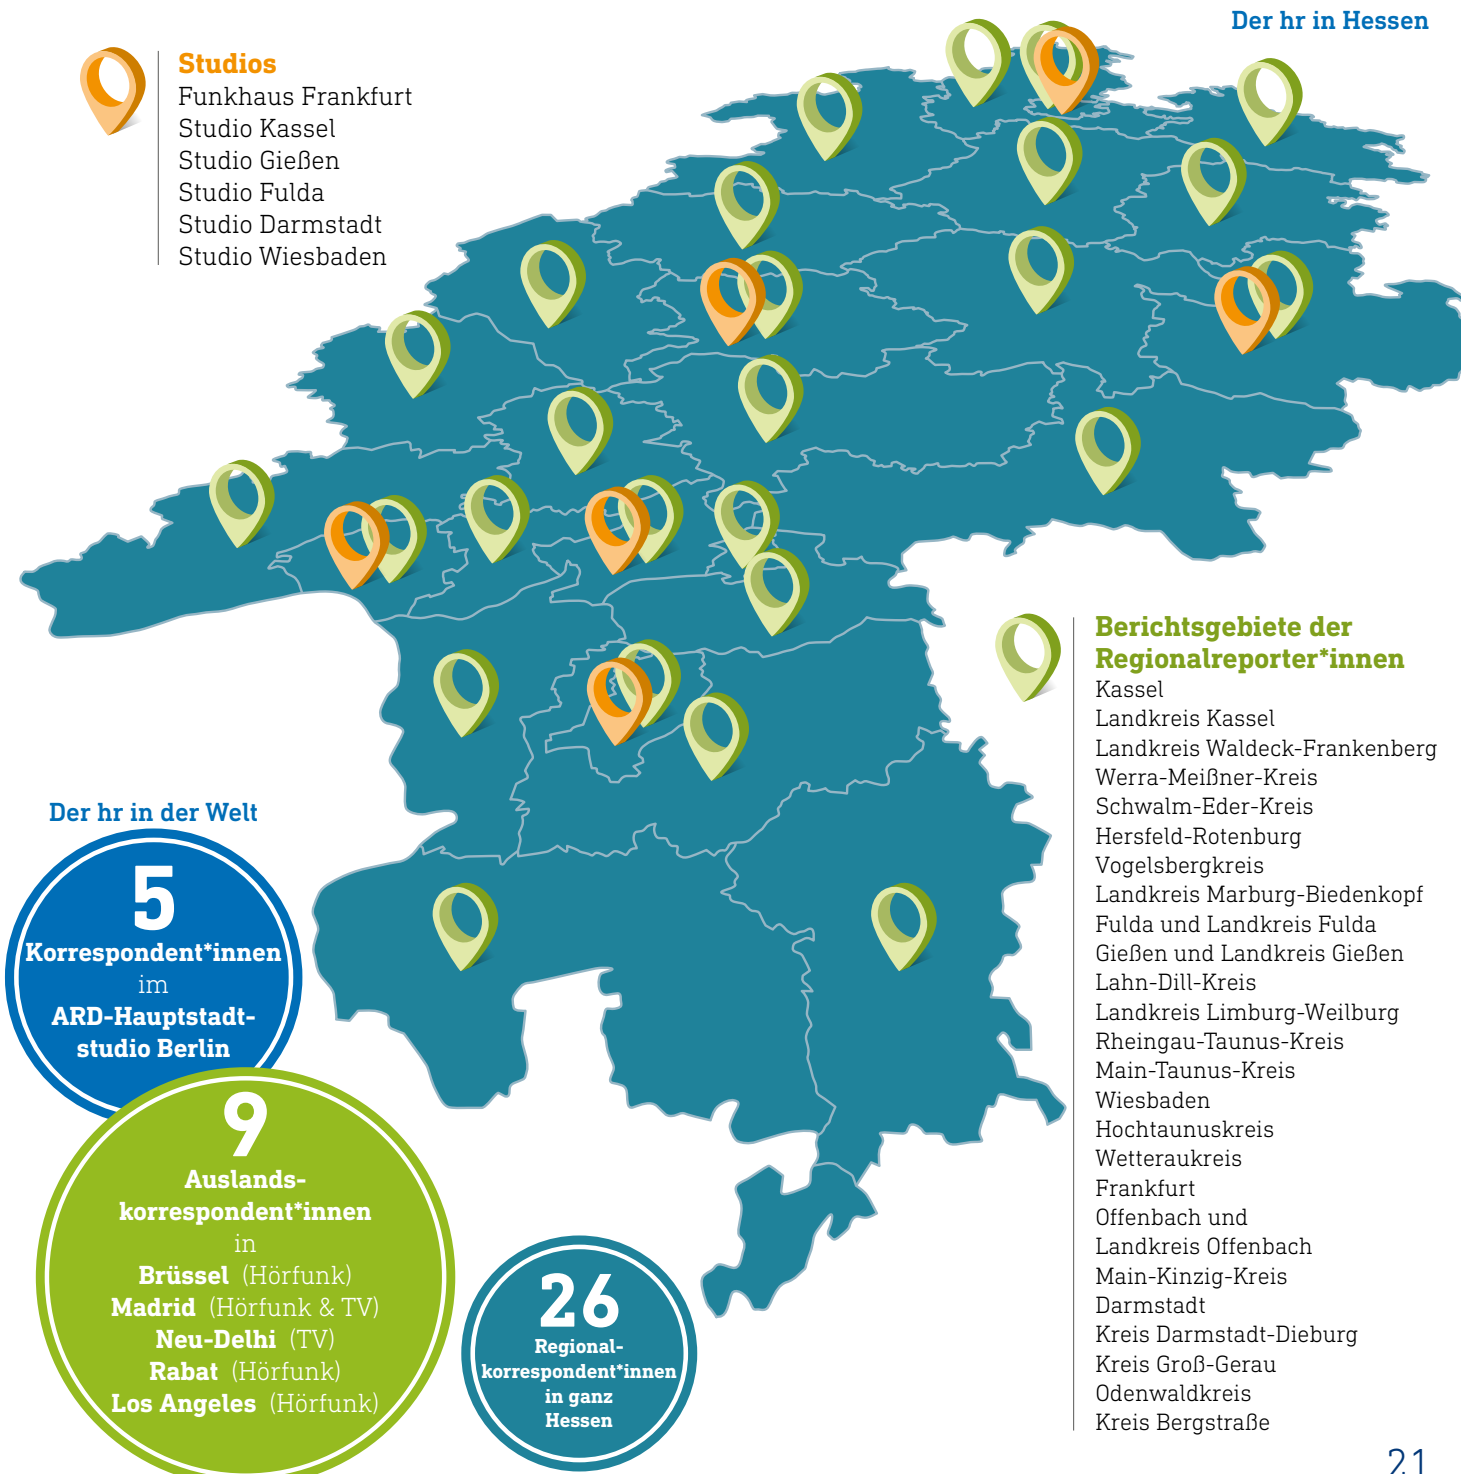 Der hr in Hessen
Studios
Funkhaus Frankfurt
Studio Kassel
Studio Gießen
Studio Fulda
Studio Darmstadt
Studio Wiesbaden
Berichtsgebiete der
Regionalreporter*innen
Kassel
Landkreis Kassel
Landkreis Waldeck-Frankenberg
Werra-Meißner-Kreis
Schwalm-Eder-Kreis
Hersfeld-Rotenburg
Vogelsbergkreis
Landkreis Marburg-Biedenkopf
Fulda und Landkreis Fulda
Gießen und Landkreis Gießen
Lahn-Dill-Kreis
Landkreis Limburg-Weilburg
Rheingau-Taunus-Kreis
Main-Taunus-Kreis
Wiesbaden
Hochtaunuskreis
Wetteraukreis
Frankfurt
Offenbach und
Landkreis Offenbach
Main-Kinzig-Kreis
Darmstadt
Kreis Darmstadt-Dieburg
Kreis Groß-Gerau
Odenwaldkreis
Kreis Bergstraße
Der hr in der Welt
5
Korrespondent*innen
im
ARD-Hauptstadt-
studio Berlin
9
Auslands-
korrespondent*innen
in
Brüssel (Hörfunk)
Madrid (Hörfunk & TV)
Neu-Delhi (TV)
Rabat (Hörfunk)
Los Angeles (Hörfunk)
26
Regional-
korrespondent*innen
in ganz
Hessen
21